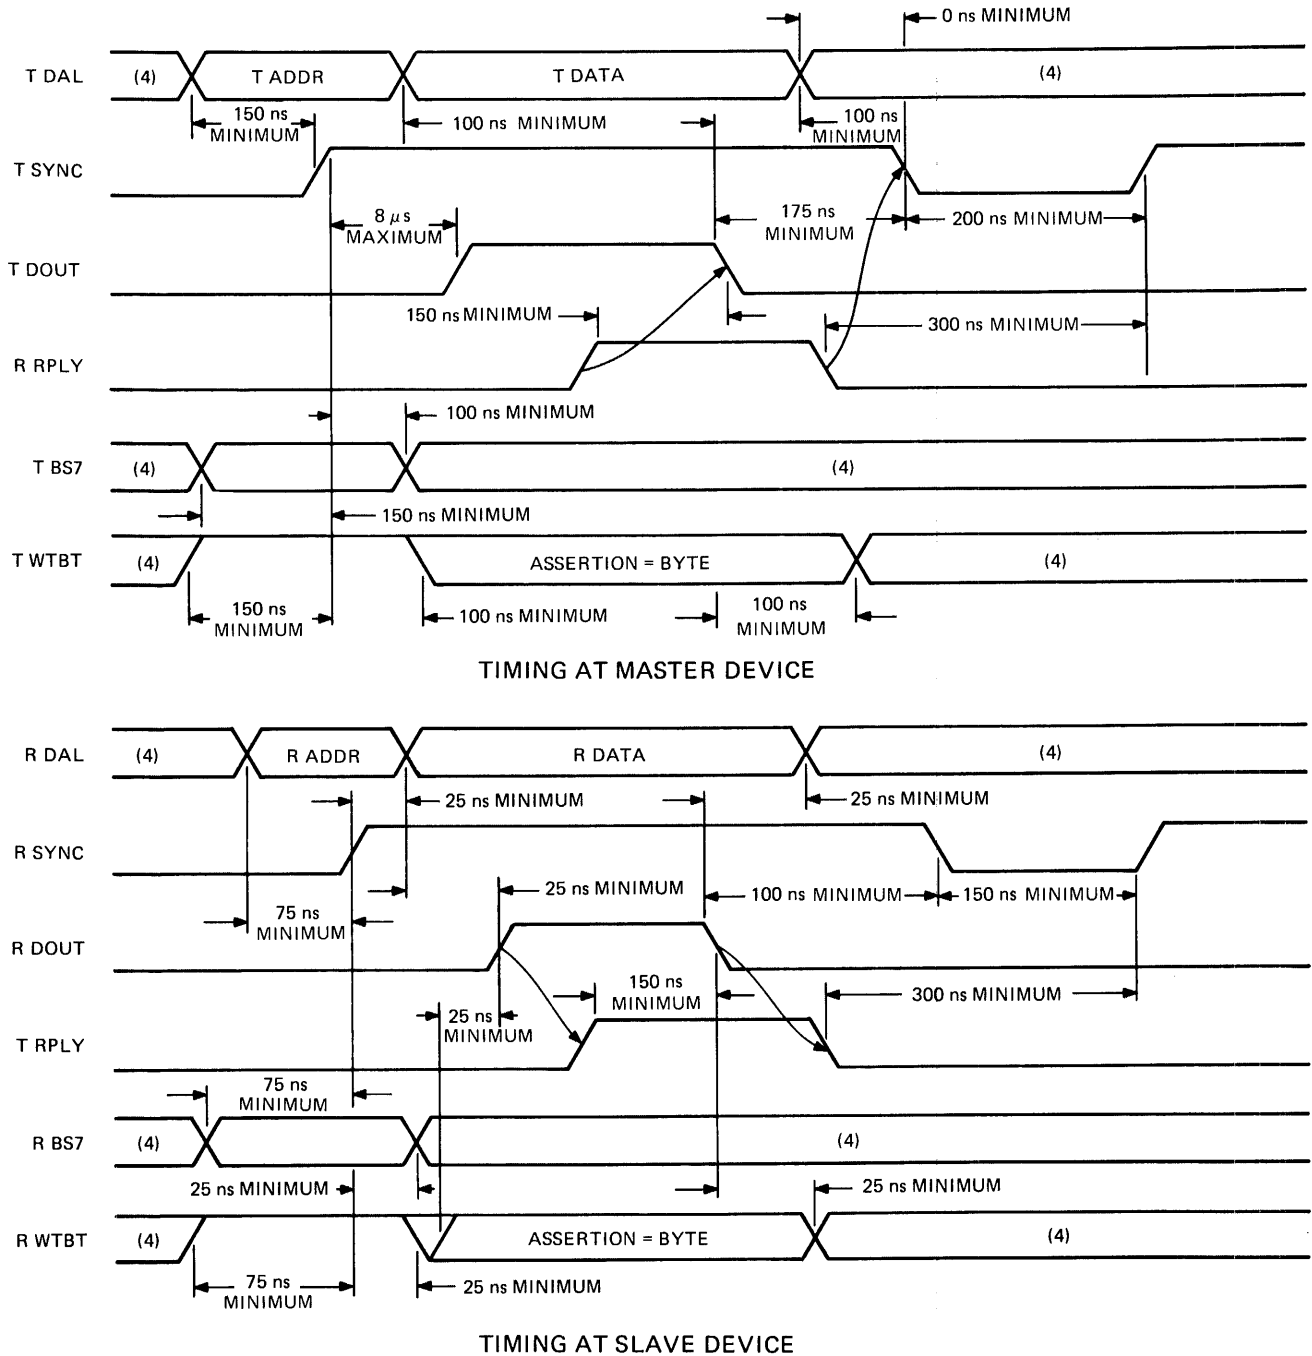 0 ns MINIMUM
T DAL (4) T ADDR T DATA (4)
150 ns MINIMUM
100 ns MINIMUM
100 ns MINIMUM
T SYNC
8 μs MAXIMUM
175 ns MINIMUM
200 ns MINIMUM
T DOUT
150 ns MINIMUM
300 ns MINIMUM
R RPLY
100 ns MINIMUM
T BS7 (4) (4)
150 ns MINIMUM
T WTBT (4) ASSERTION = BYTE (4)
150 ns MINIMUM
100 ns MINIMUM
100 ns MINIMUM
TIMING AT MASTER DEVICE
R DAL (4) R ADDR R DATA (4)
25 ns MINIMUM
25 ns MINIMUM
R SYNC
25 ns MINIMUM
100 ns MINIMUM
150 ns MINIMUM
75 ns MINIMUM
R DOUT
150 ns MINIMUM
300 ns MINIMUM
25 ns MINIMUM
T RPLY
75 ns MINIMUM
R BS7 (4) (4)
25 ns MINIMUM
25 ns MINIMUM
R WTBT (4) ASSERTION = BYTE (4)
75 ns MINIMUM
25 ns MINIMUM
TIMING AT SLAVE DEVICE